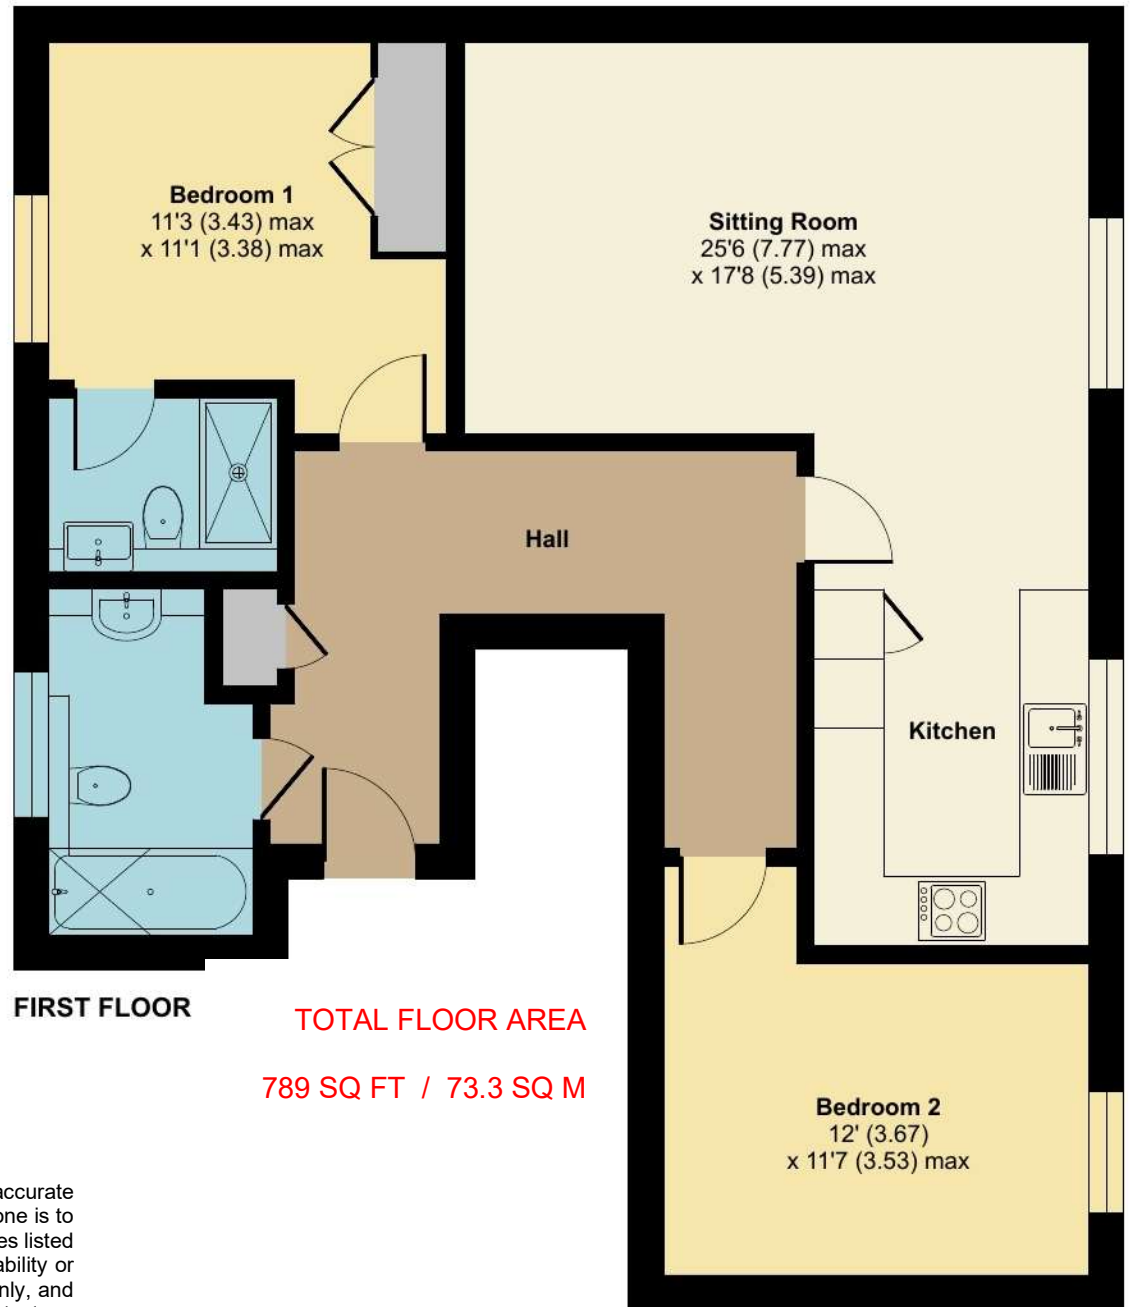 Bedroom 1
11'3 (3.43) max
x 11'1 (3.38) max
Sitting Room
25'6 (7.77) max
x 17'8 (5.39) max
Hall
Kitchen
FIRST FLOOR
TOTAL FLOOR AREA
789 SQ FT / 73.3 SQ M
Bedroom 2
12' (3.67)
x 11'7 (3.53) max
accurate
one is to
es listed
ability or
nly, and